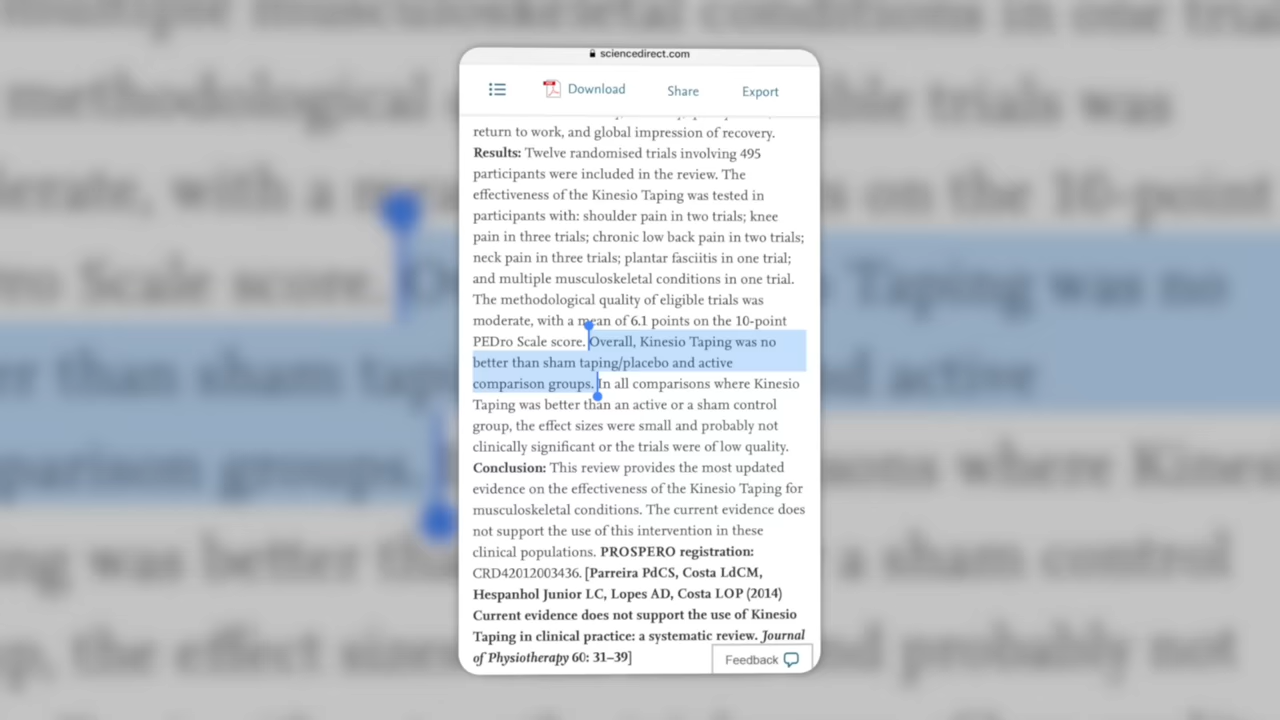 sciencedirect.com
Download
Share
Export
return to work, and global impression of recovery.
Results: Twelve randomised trials involving 495
participants were included in the review. The
effectiveness of the Kinesio Taping was tested in
participants with: shoulder pain in two trials; knee
pain in three trials; chronic low back pain in two trials;
neck pain in three trials; plantar fasciitis in one trial;
and multiple musculoskeletal conditions in one trial.
The methodological quality of eligible trials was
moderate, with a mean of 6.1 points on the 10-point
PEDro Scale score. Overall, Kinesio Taping was no
better than sham taping/placebo and active
comparison groups. In all comparisons where Kinesio
Taping was better than an active or a sham control
group, the effect sizes were small and probably not
clinically significant or the trials were of low quality.
Conclusion: This review provides the most updated
evidence on the effectiveness of the Kinesio Taping for
musculoskeletal conditions. The current evidence does
not support the use of this intervention in these
clinical populations. PROSPERO registration:
CRD42012003436. [Parreira PdCS, Costa LdCM,
Hespanhol Junior LC, Lopes AD, Costa LOP (2014)
Current evidence does not support the use of Kinesio
Taping in clinical practice: a systematic review. Journal
of Physiotherapy 60: 31–39]
Feedback